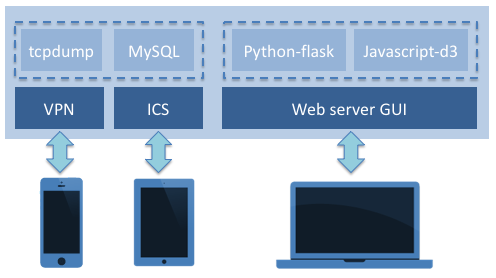 tcpdump MySQL Python-flask Javascript-d3
VPN ICS Web server GUI